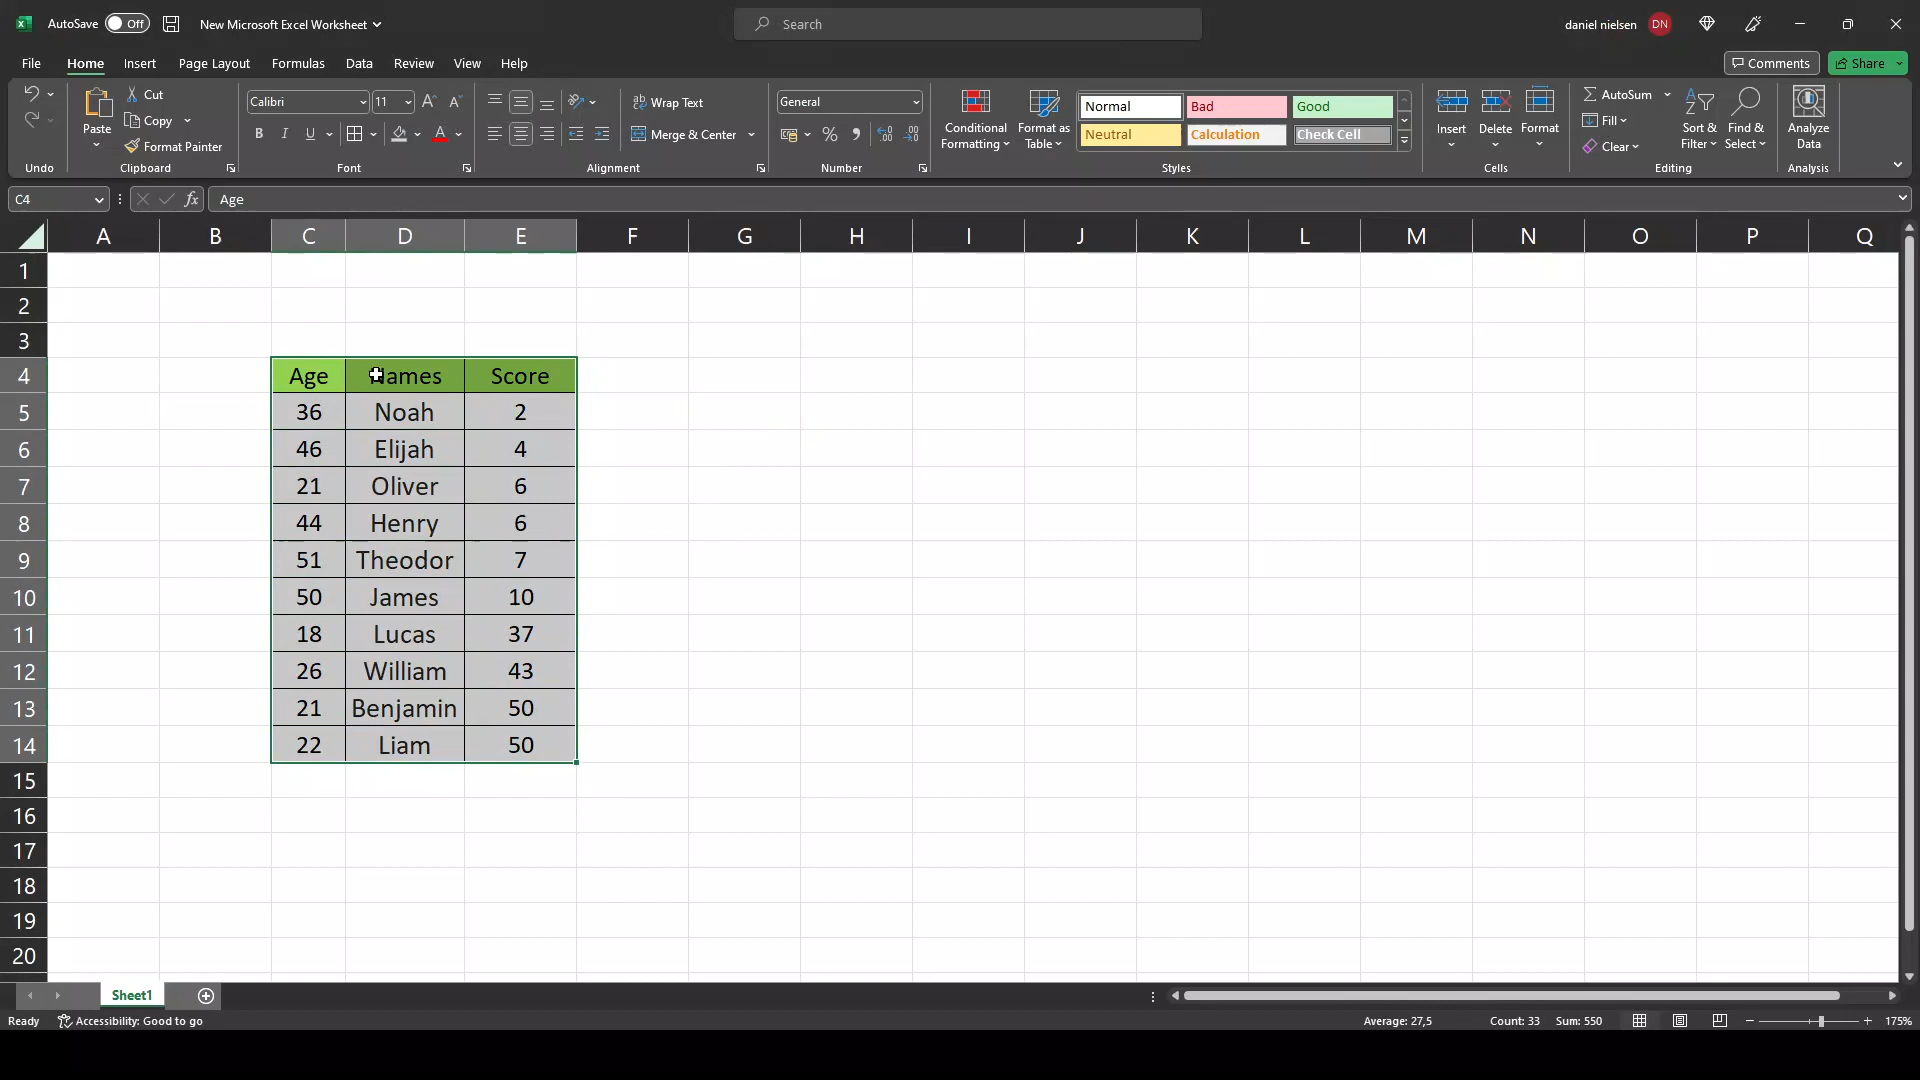 AutoSave Off New Microsoft Excel Worksheet Search daniel nielsen DN
File Home Insert Page Layout Formulas Data Review View Help Comments Share
Paste Cut Copy Format Painter
Calibri 11 B I U A
Wrap Text Merge & Center
General % ,
Conditional Formatting Format as Table
Normal Bad Good
Neutral Calculation Check Cell
Insert Delete Format
AutoSum Fill Clear Sort & Filter Find & Select Analyze Data
Undo Clipboard Font Alignment Number Styles Cells Editing Analysis
C4 fx Age
A B C D E F G H I J K L M N O P Q
1
2
3
4 Age Names Score
5 36 Noah 2
6 46 Elijah 4
7 21 Oliver 6
8 44 Henry 6
9 51 Theodor 7
10 50 James 10
11 18 Lucas 37
12 26 William 43
13 21 Benjamin 50
14 22 Liam 50
15
16
17
18
19
20
Sheet1
Ready Accessibility: Good to go Average: 27,5 Count: 33 Sum: 550 175%